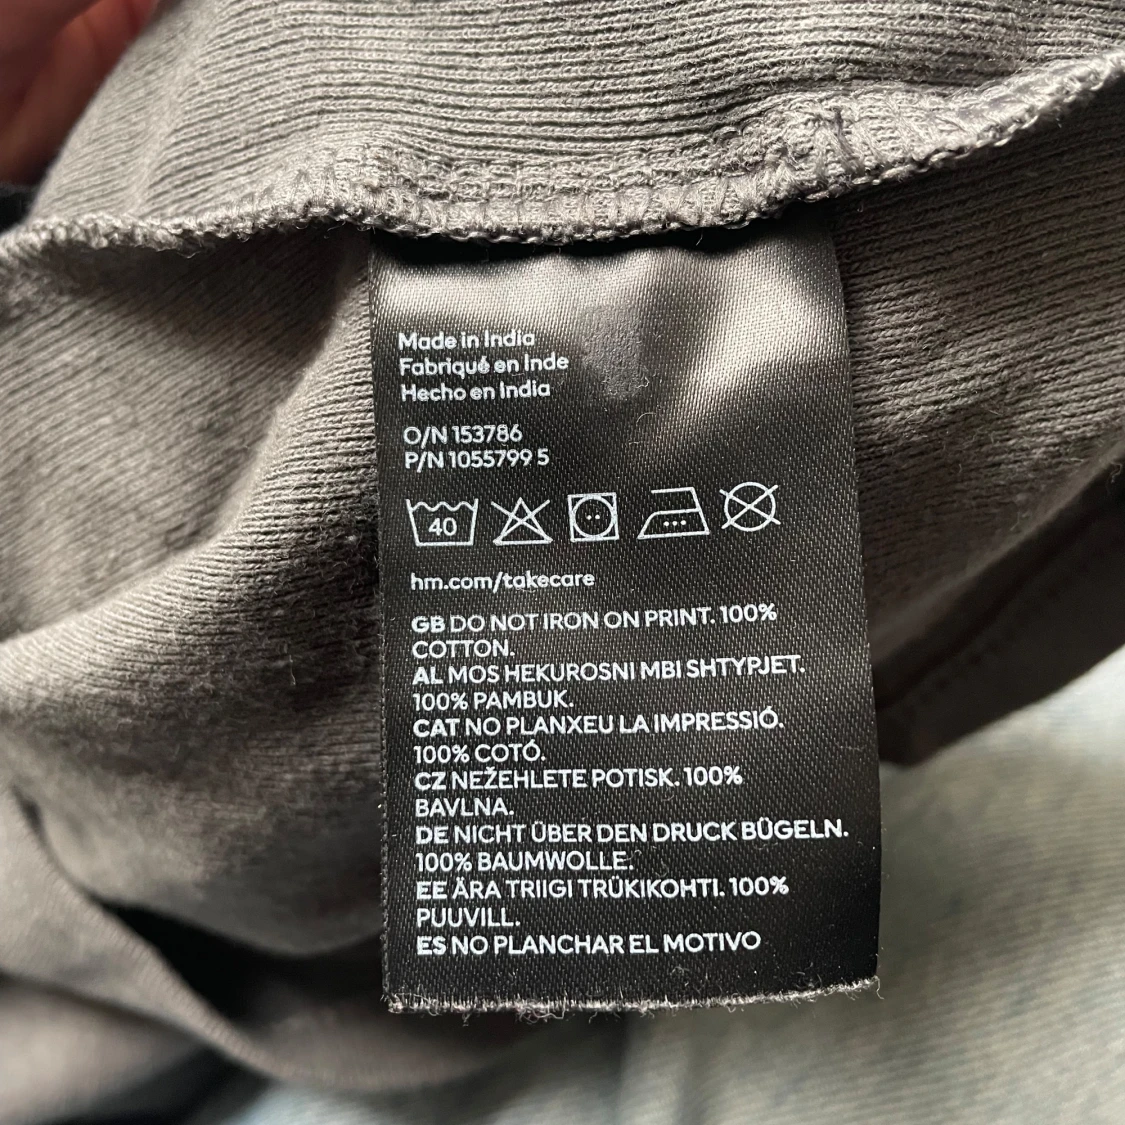 Made in India
Fabriqué en Inde
Hecho en India
O/N 153786
P/N 1055799 5
40
hm.com/takecare
GB DO NOT IRON ON PRINT. 100%
COTTON.
AL MOS HEKUROSNI MBI SHTYPJET.
100% PAMBUK.
CAT NO PLANXEU LA IMPRESSIÓ.
100% COTÓ.
CZ NEŽEHLETE POTISK. 100%
BAVLNA.
DE NICHT ÜBER DEN DRUCK BÜGELN.
100% BAUMWOLLE.
EE ÄRA TRIIGI TRÜKIKOHTI. 100%
PUUVILL.
ES NO PLANCHAR EL MOTIVO